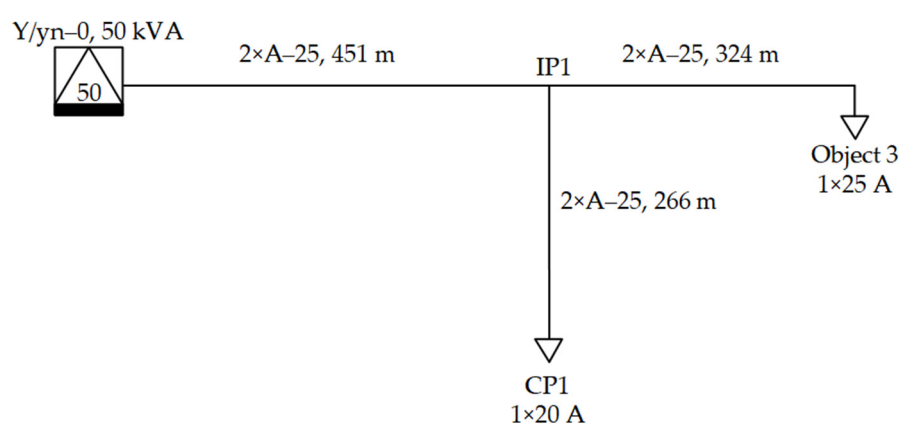 Y/yn–0, 50 kVA
2×A–25, 451 m
IP1
2×A–25, 324 m
50
Object 3
1×25 A
2×A–25, 266 m
CP1
1×20 A